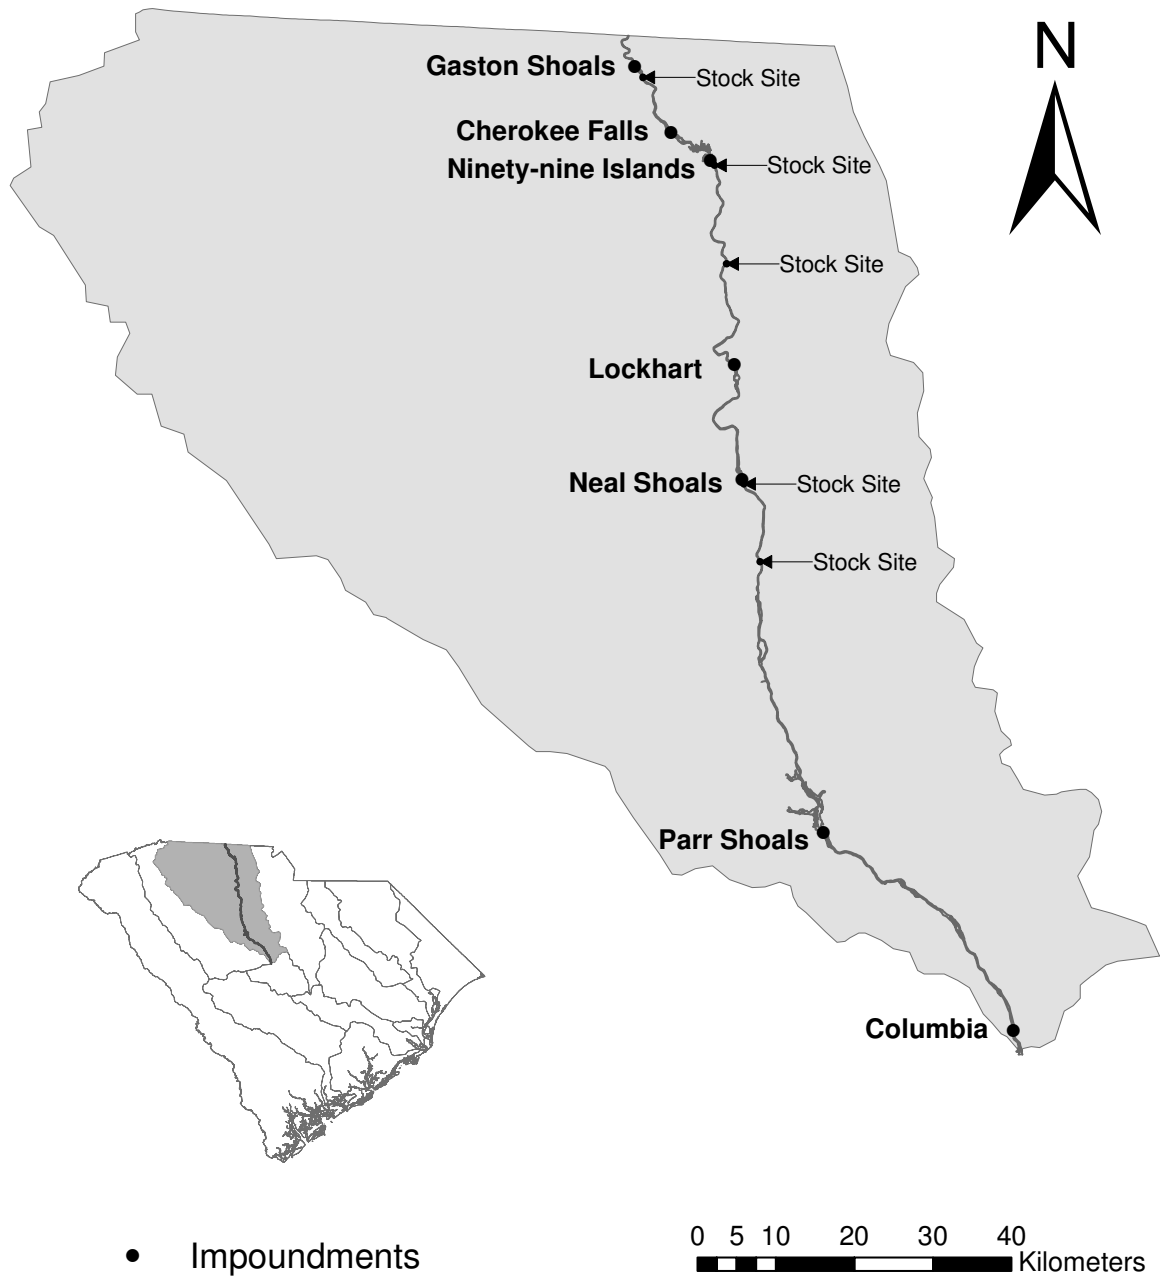 N
Gaston Shoals
Stock Site
Cherokee Falls
Ninety-nine Islands
Stock Site
Stock Site
Lockhart
Neal Shoals
Stock Site
Stock Site
Parr Shoals
Columbia
0 5 10 20 30 40
Kilometers
Impoundments